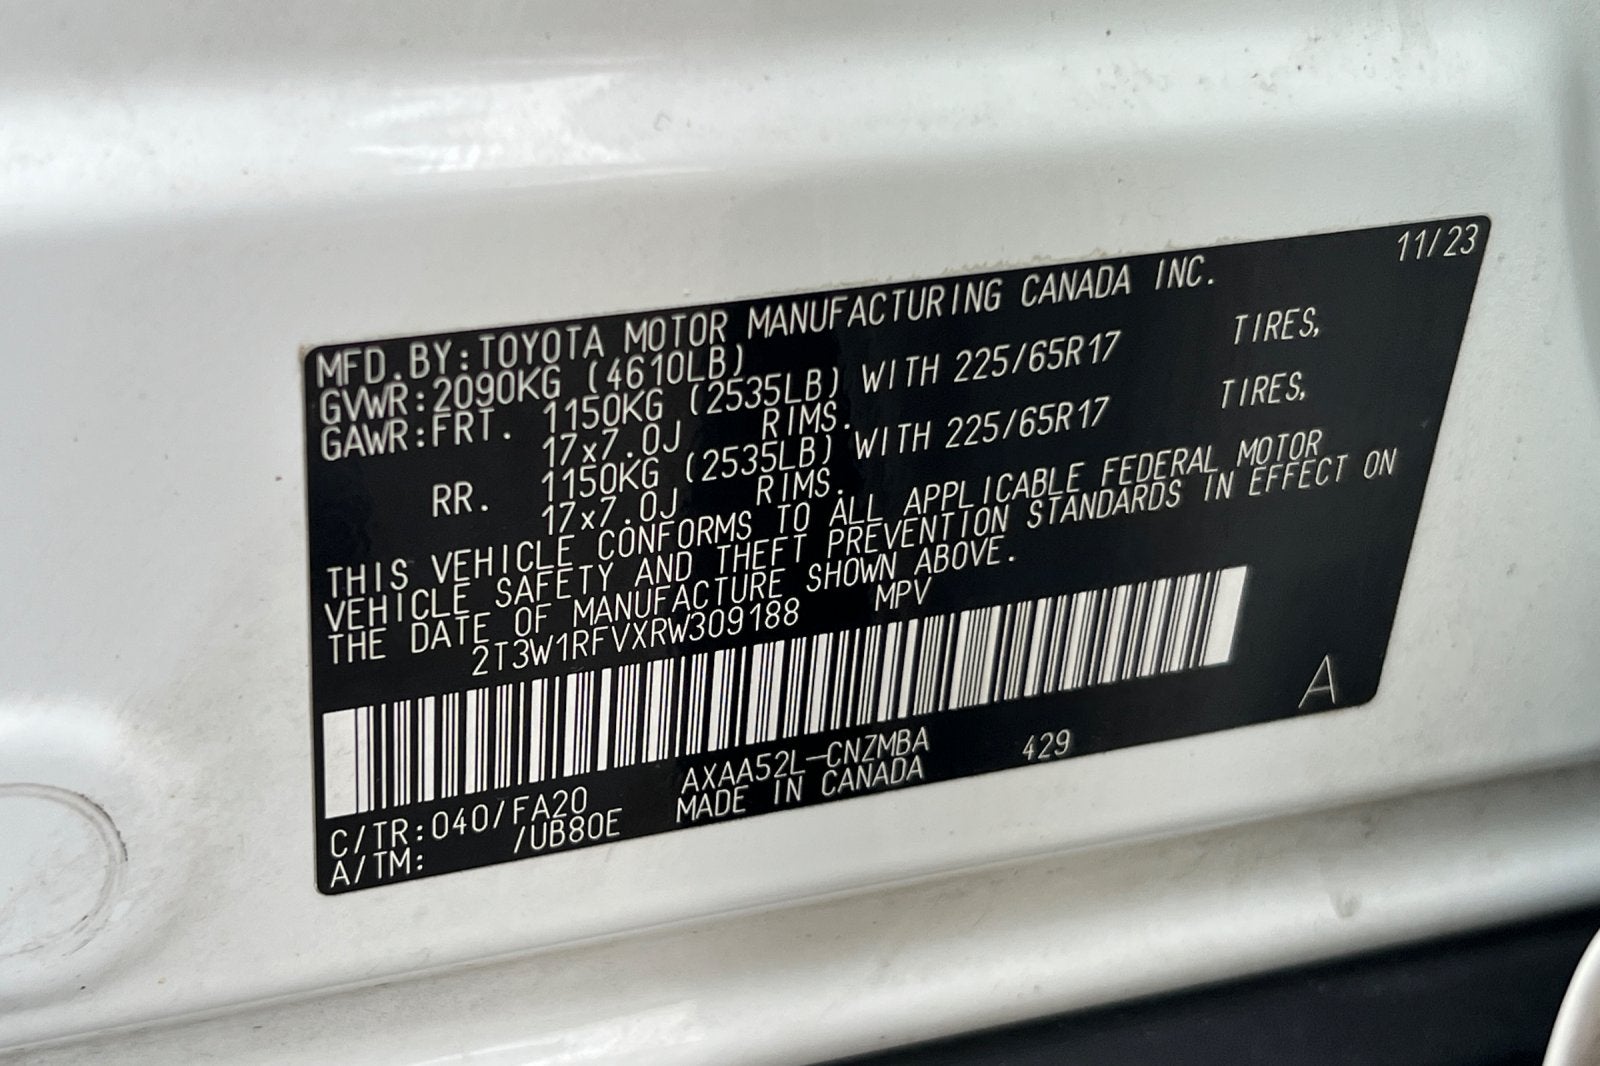 11/23
MFD.BY:TOYOTA MOTOR MANUFACTURING CANADA INC.
GVWR:2090KG (4610LB)
GAWR:FRT. 1150KG (2535LB) WITH 225/65R17 TIRES,
17x7.0J RIMS.
RR. 1150KG (2535LB) WITH 225/65R17 TIRES,
17x7.0J RIMS.
THIS VEHICLE CONFORMS TO ALL APPLICABLE FEDERAL MOTOR
VEHICLE SAFETY AND THEFT PREVENTION STANDARDS IN EFFECT ON
THE DATE OF MANUFACTURE SHOWN ABOVE.
2T3W1RFVXRW309188 MPV
A
C/TR:040/FA20 AXAA52L-CNZMBA 429
A/TM: /UB80E MADE IN CANADA